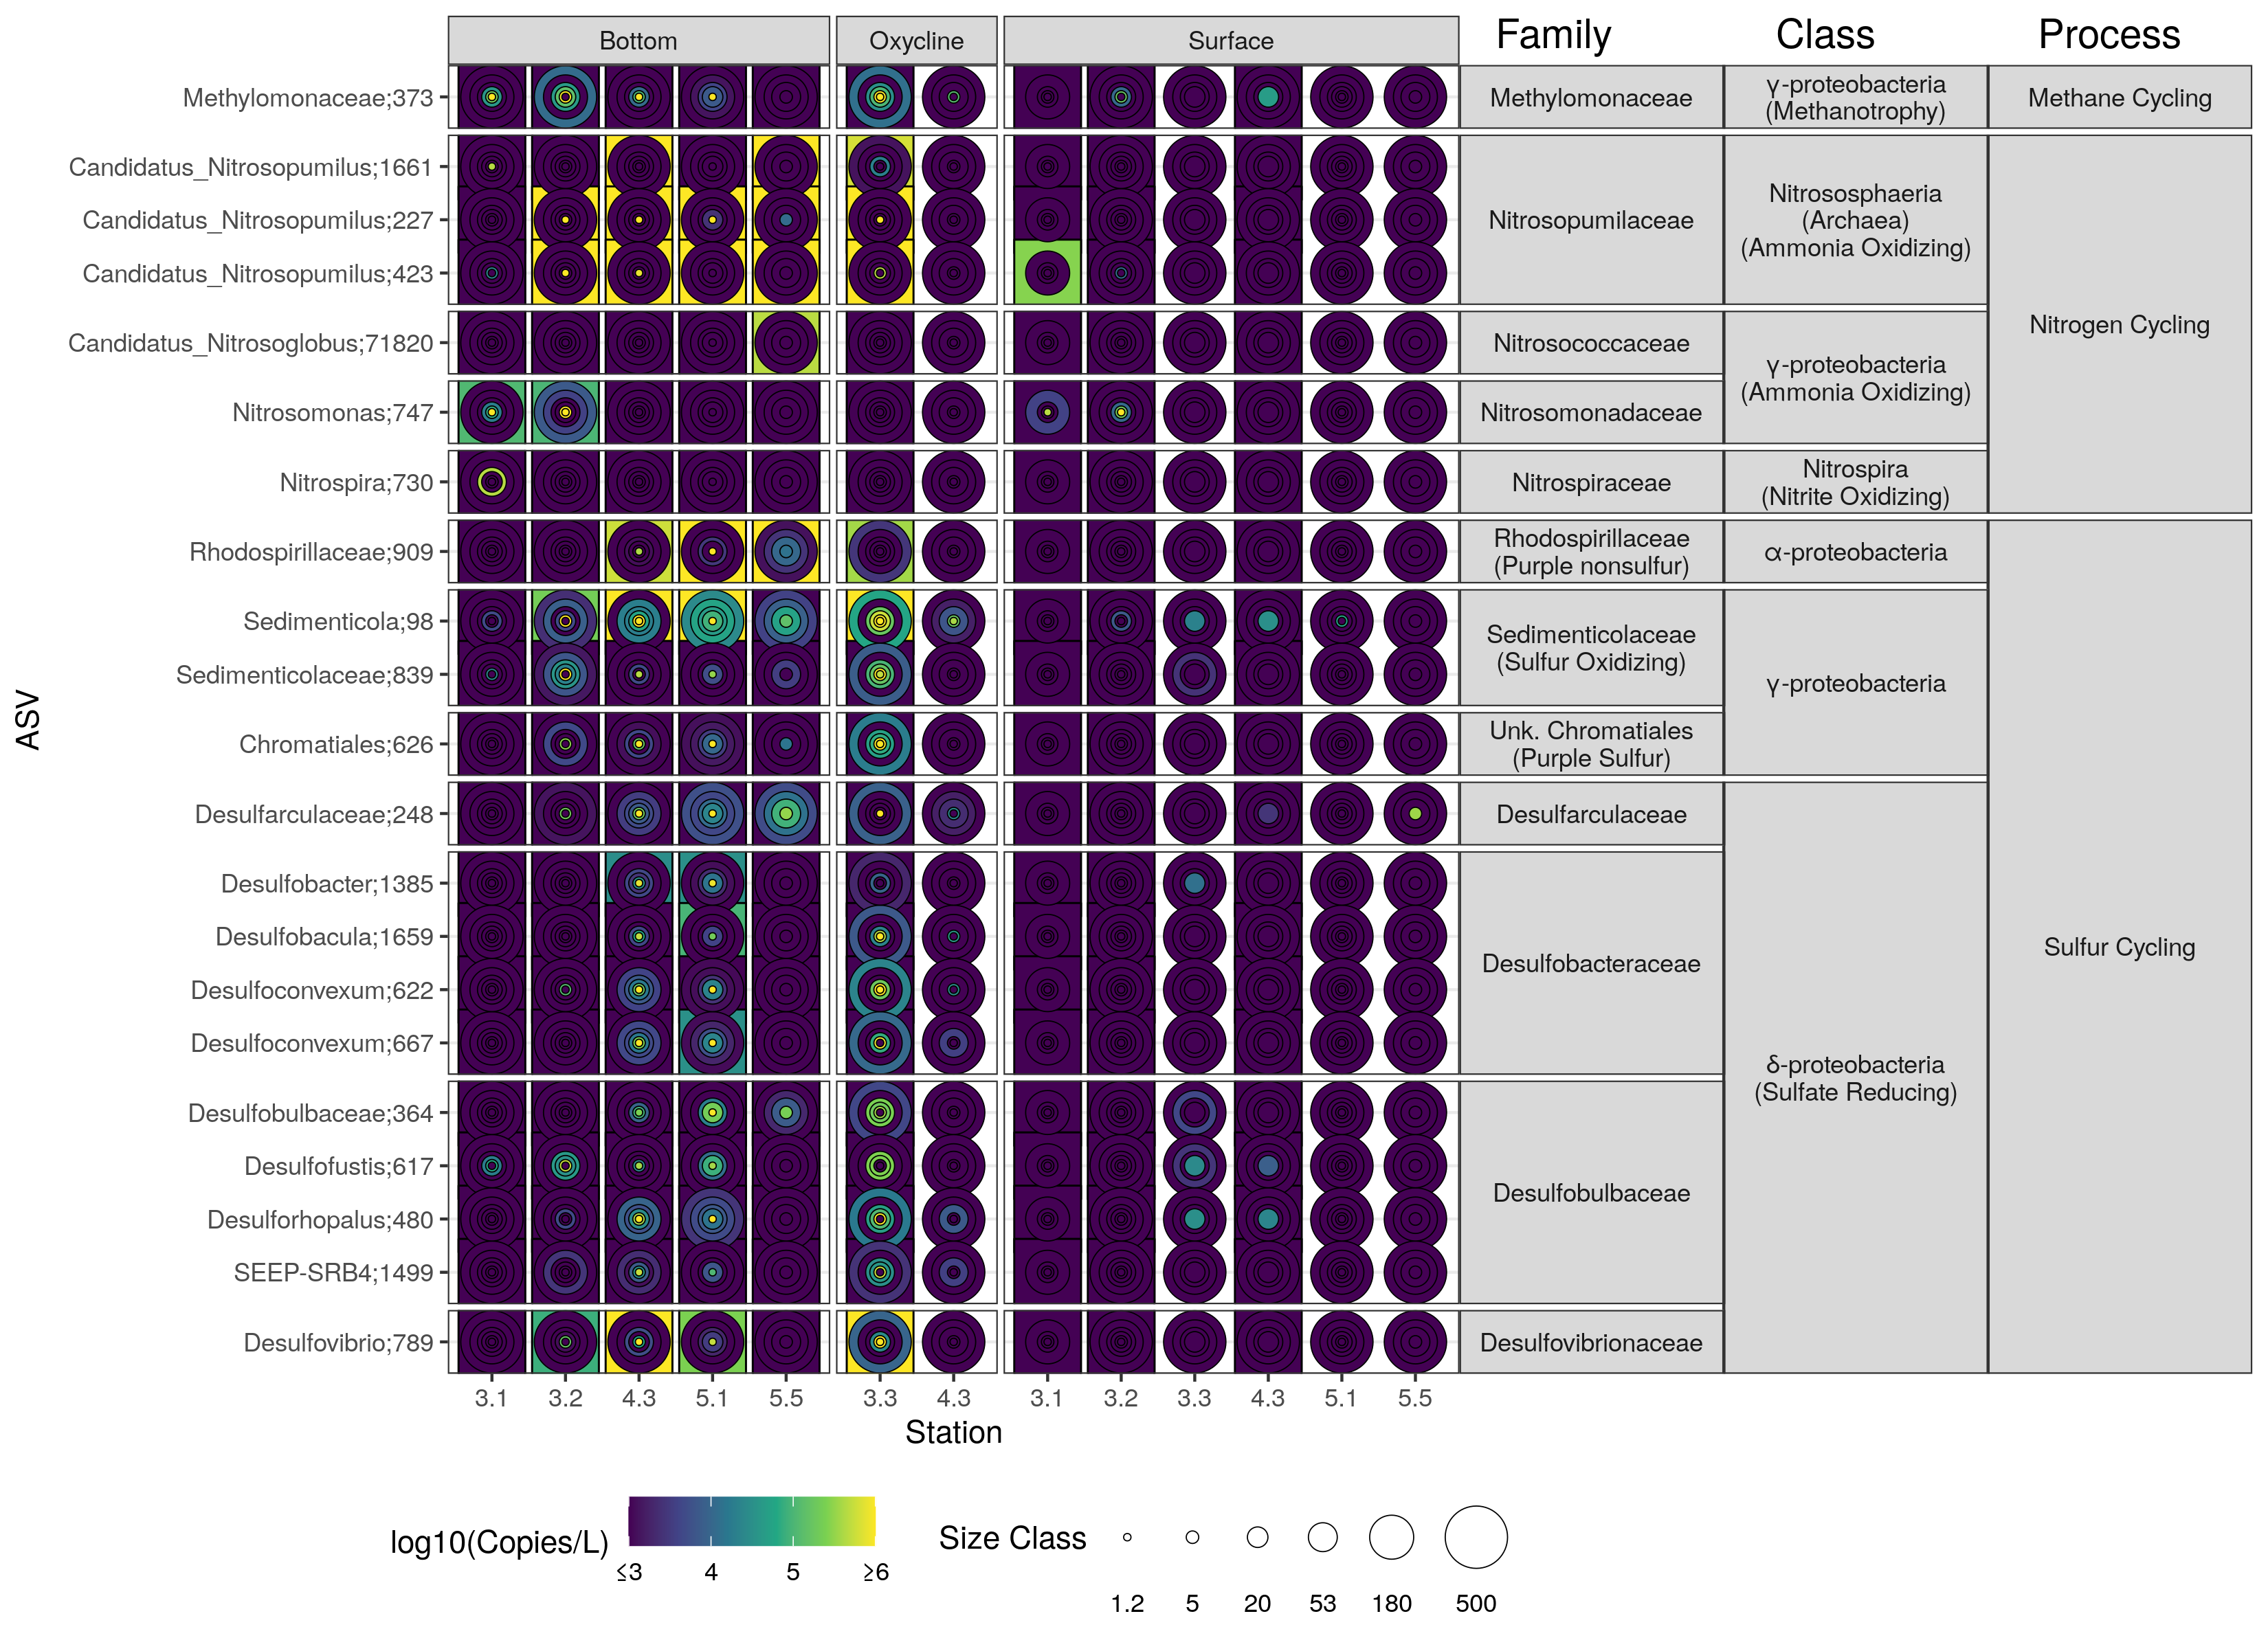 Bottom
Oxycline
Surface
Family
Class
Process
Methylomonaceae;373
Methylomonaceae
γ-proteobacteria
(Methanotrophy)
Methane Cycling
Candidatus_Nitrosopumilus;1661
Candidatus_Nitrosopumilus;227
Candidatus_Nitrosopumilus;423
Nitrosopumilaceae
Nitrososphaeria
(Archaea)
(Ammonia Oxidizing)
Nitrogen Cycling
Candidatus_Nitrosoglobus;71820
Nitrosococcaceae
γ-proteobacteria
(Ammonia Oxidizing)
Nitrosomonas;747
Nitrosomonadaceae
Nitrospira;730
Nitrospiraceae
Nitrospira
(Nitrite Oxidizing)
Rhodospirillaceae;909
Rhodospirillaceae
(Purple nonsulfur)
α-proteobacteria
Sedimenticola;98
Sedimenticolaceae;839
Sedimenticolaceae
(Sulfur Oxidizing)
γ-proteobacteria
Chromatiales;626
Unk. Chromatiales
(Purple Sulfur)
Desulfarculaceae;248
Desulfarculaceae
Desulfobacter;1385
Desulfobacula;1659
Desulfoconvexum;622
Desulfoconvexum;667
Desulfobacteraceae
Sulfur Cycling
δ-proteobacteria
(Sulfate Reducing)
Desulfobulbaceae;364
Desulfofustis;617
Desulforhopalus;480
SEEP-SRB4;1499
Desulfobulbaceae
Desulfovibrio;789
Desulfovibrionaceae
ASV
3.1 3.2 4.3 5.1 5.5 3.3 4.3 3.1 3.2 3.3 4.3 5.1 5.5
Station
log10(Copies/L)
≤3 4 5 ≥6
Size Class
1.2 5 20 53 180 500